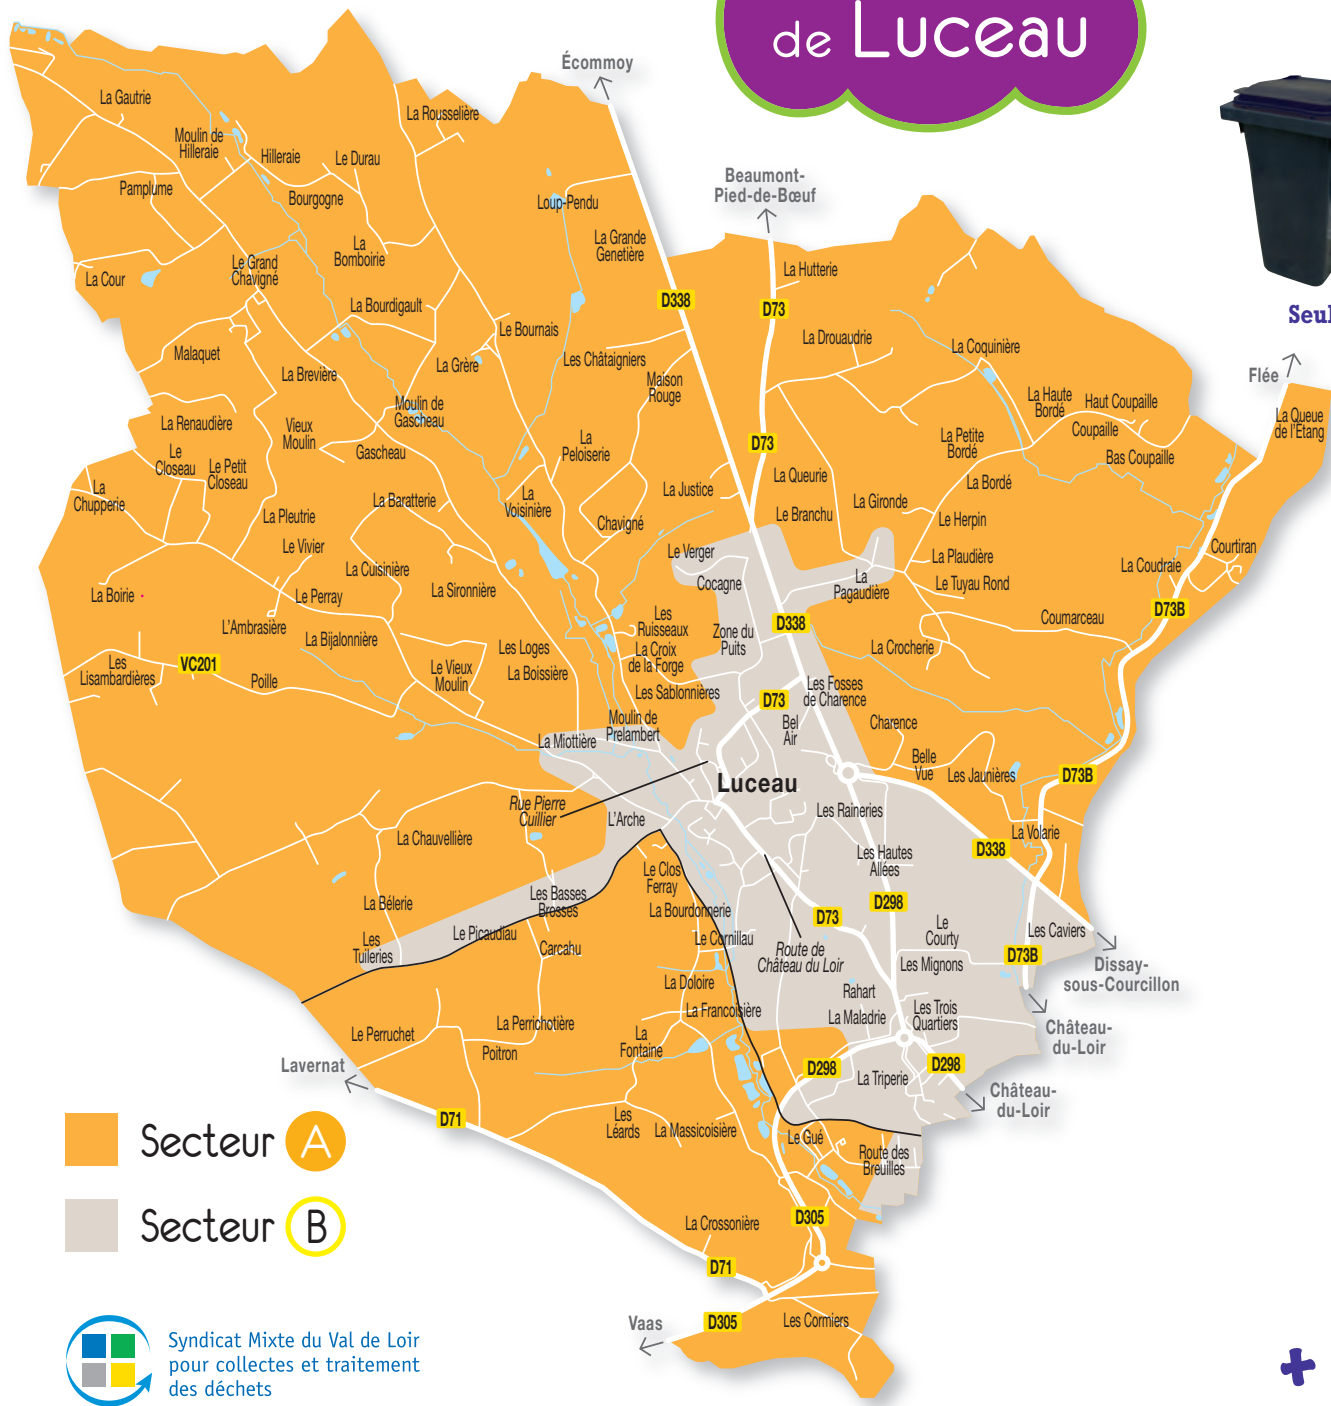 de Luceau
Écommoy
La Gautrie
La Rousselière
Moulin de
Hilleraie
Hilleraie
Le Durau
Pamplume
Bourgogne
Beaumont-
Pied-de-Bœuf
Loup-Pendu
La Grande
Genetière
La
Bomboirie
Le Grand
Chavigné
La Cour
La Hutterie
D338
D73
Seul
La Bourdigault
Le Bournais
La Drouaudrie
La Coquinière
Malaquet
La Grère
Les Châtaigniers
Maison
Rouge
La Brevière
Flée
La Haute
Bordé
Haut Coupaille
La Queue
de l'Étang
Moulin de
Gascheau
La Renaudière
Vieux
Moulin
Coupaille
La Petite
Bordé
D73
La
Peloiserie
Gascheau
Le
Closeau
Le Petit
Closeau
Bas Coupaille
La Queurie
La Bordé
La Justice
La
Chupperie
La Baratterie
La
Voisinière
La Gironde
La Pleutrie
Chavigné
Le Branchu
Le Herpin
Le Vivier
Le Verger
La Plaudière
Courtiran
La Coudraie
La Cuisinière
Cocagne
La
Pagaudière
Le Tuyau Rond
La Boirie
Le Perray
La Sironnière
D73B
L'Ambrasière
La Bijalonnière
Les
Ruisseaux
D338
Coumarceau
Zone du
Puits
Les Loges
La Croix
de la Forge
La Crocherie
Les
Lisambardières
VC201
Poille
Le Vieux
Moulin
La Boissière
Les Sablonnières
D73
Les Fosses
de Charence
Moulin de
Prelambert
Bel
Air
Charence
La Miottière
Belle
Vue
Les Jaunières
D73B
Luceau
Rue Pierre
Cuillier
L'Arche
Les Raineries
La Chauvellière
La Volarie
D338
Les Hautes
Allées
Le Clos
Ferray
La Bélerie
Les Basses
Brosses
La Bourdonnerie
D73
D298
Le
Courty
Les Caviers
Les
Tuileries
Le Picaudiau
Carcahu
Le Cornillau
Route de
Château du Loir
D73B
Les Mignons
Dissay-
sous-Courcillon
La Doloire
Rahart
La Francoisière
La Maladrie
Les Trois
Quartiers
Château-
du-Loir
Le Perruchet
La Perrichotière
La
Fontaine
Poitron
Lavernat
D298
D298
La Triperie
Château-
du-Loir
D71
Les
Léards
La Massicoisière
Le Gué
Route des
Breuilles
Secteur A
Secteur B
La Crossonière
D305
D71
Vaas
D305
Les Cormiers
Syndicat Mixte du Val de Loir
pour collectes et traitement
des déchets